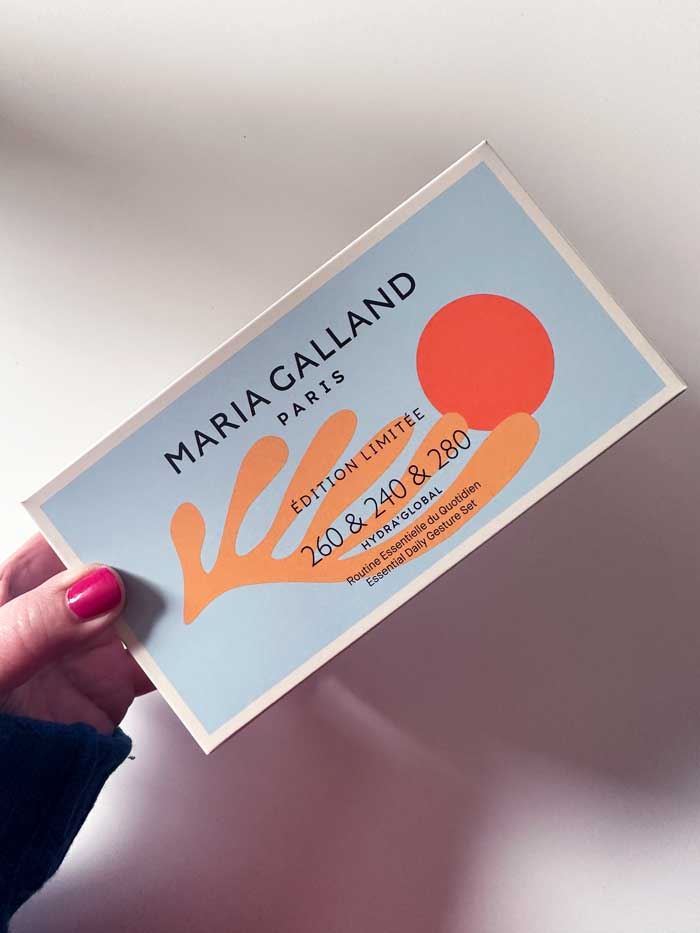 MARIA GALLAND
PARIS
ÉDITION LIMITÉE
260 & 240 & 280
HYDRA'GLOBAL
Routine Essentielle du Quotidien
Essential Daily Gesture Set